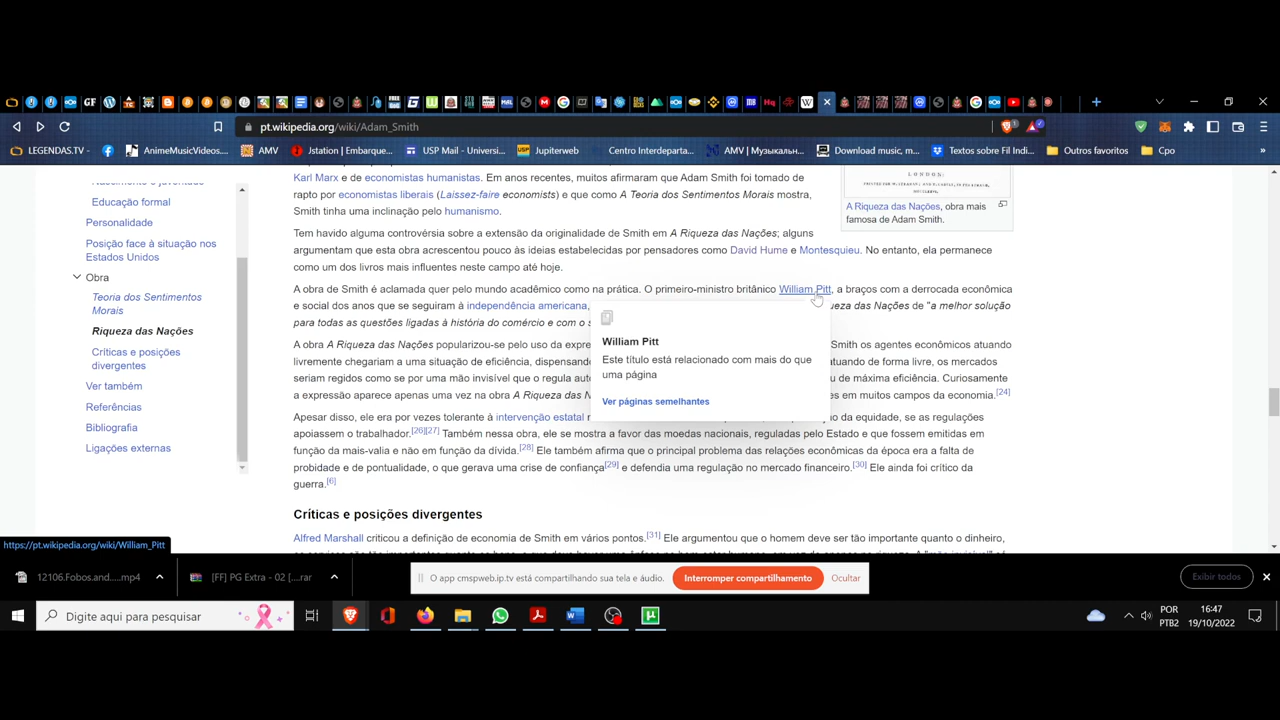 GF
MAL
Hq
W
pt.wikipedia.org/wiki/Adam_Smith
LEGENDAS.TV -
AnimeMusicVideos...
AMV
Jstation | Embarque...
USP Mail - Universi...
Jupiterweb
Centro Interdeparta...
AMV | Музыкальн...
Download music, m...
Textos sobre Fil Indi...
Outros favoritos
Cpo
Educação formal
Personalidade
Posição face à situação nos
Estados Unidos
Obra
Teoria dos Sentimentos
Morais
Riqueza das Nações
Críticas e posições
divergentes
Ver também
Referências
Bibliografia
Ligações externas
Karl Marx e de economistas humanistas. Em anos recentes, muitos afirmaram que Adam Smith foi tomado de
rapto por economistas liberais (Laissez-faire economists) e que como A Teoria dos Sentimentos Morais mostra,
Smith tinha uma inclinação pelo humanismo.
LONDON:
A Riqueza das Nações, obra mais
famosa de Adam Smith.
Tem havido alguma controvérsia sobre a extensão da originalidade de Smith em A Riqueza das Nações; alguns
argumentam que esta obra acrescentou pouco às ideias estabelecidas por pensadores como David Hume e Montesquieu. No entanto, ela permanece
como um dos livros mais influentes neste campo até hoje.
A obra de Smith é aclamada quer pelo mundo acadêmico como na prática. O primeiro-ministro britânico William Pitt, a braços com a derrocada econômica
e social dos anos que se seguiram à independência americana, queza das Nações de "a melhor solução
para todas as questões ligadas à história do comércio e com o s
William Pitt
Este título está relacionado com mais do que
uma página
Ver páginas semelhantes
A obra A Riqueza das Nações popularizou-se pelo uso da expre Smith os agentes econômicos atuando
livremente chegariam a uma situação de eficiência, dispensando atuando de forma livre, os mercados
seriam regidos como se por uma mão invisível que o regula auto u de máxima eficiência. Curiosamente
a expressão aparece apenas uma vez na obra A Riqueza das N s em muitos campos da economia.[24]
Apesar disso, ele era por vezes tolerante à intervenção estatal da equidade, se as regulações
apoiassem o trabalhador.[26][27] Também nessa obra, ele se mostra a favor das moedas nacionais, reguladas pelo Estado e que fossem emitidas em
função da mais-valia e não em função da dívida.[28] Ele também afirma que o principal problema das relações econômicas da época era a falta de
probidade e de pontualidade, o que gerava uma crise de confiança[29] e defendia uma regulação no mercado financeiro.[30] Ele ainda foi crítico da
guerra.[6]
Críticas e posições divergentes
Alfred Marshall criticou a definição de economia de Smith em vários pontos.[31] Ele argumentou que o homem deve ser tão importante quanto o dinheiro,
https://pt.wikipedia.org/wiki/William_Pitt
12106.Fobos.and.....mp4
[FF] PG Extra - 02 [....rar
O app cmspweb.ip.tv está compartilhando sua tela e áudio.
Interromper compartilhamento
Ocultar
Exibir todos
Digite aqui para pesquisar
POR
PTB2
16:47
19/10/2022